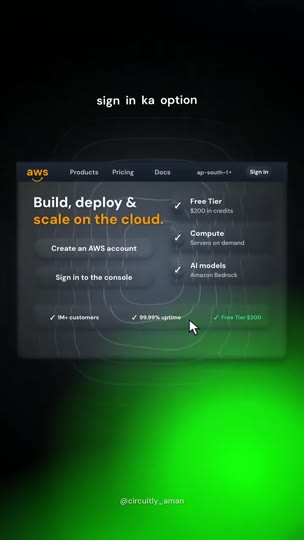 sign in ka option
aws
Products Pricing Docs ap-south-1 Sign in
Build, deploy &
scale on the cloud.
Create an AWS account
Sign in to the console
Free Tier
$200 in credits
Compute
Servers on demand
AI models
Amazon Bedrock
✓ 1M+ customers ✓ 99.99% uptime ✓ Free Tier $200
@circuitly_aman